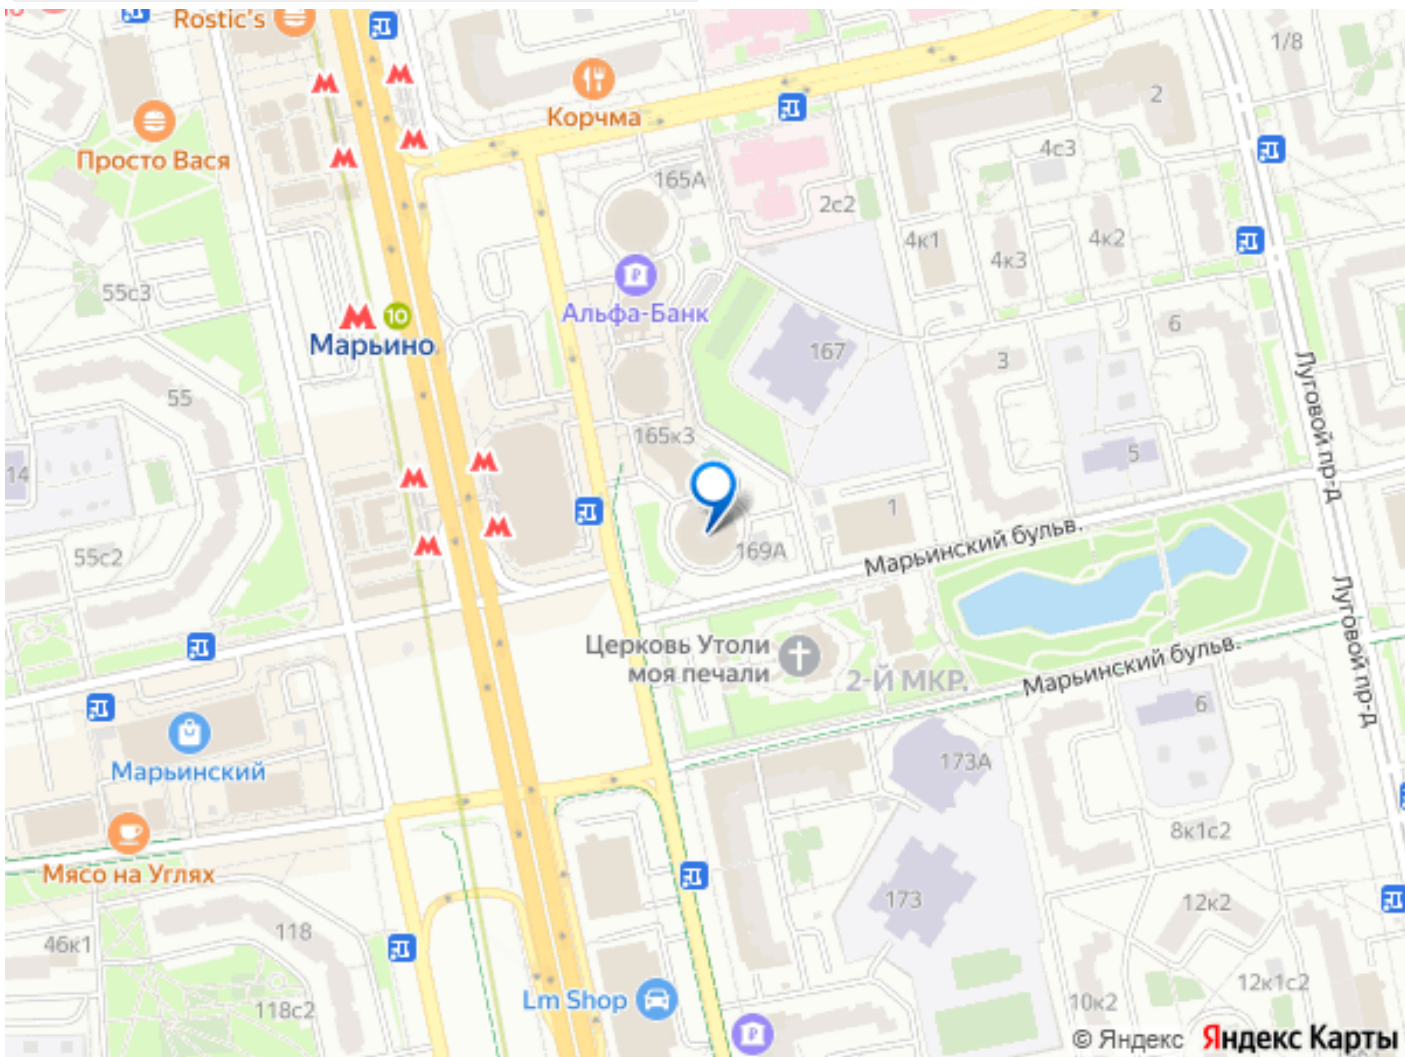 Rostic's
1/8
2
Корчма
Просто Вася
4с3
165А
2с2
4к1
4к2
4к3
55с3
10
Марьино
Альфа-Банк
167
6
3
Луговой пр-д
55
165к3
14
5
1
169А
Марьинский бульв.
55с2
Луговой пр-д
Церковь Утоли
моя печали
2-Й МКР.
Марьинский бульв.
6
173А
Марьинский
8к1с2
Мясо на Углях
173
12к2
118
46к1
12к1с2
118с2
Lm Shop
10к2
© Яндекс Яндекс Карты